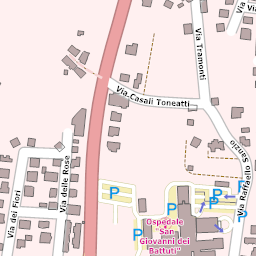 Via Tramonti
Via Casali Toneatti
Via delle Rose
Via dei Fiori
Via Raffaello Sanzio
P
P
P
P
P
P
Ospedale
"San
Giovanni dei
Battuti"